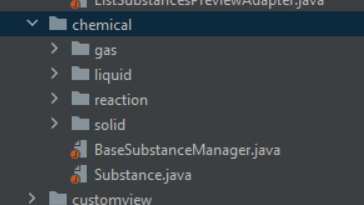 ListSubstancesPreviewAdapter.java
chemical
gas
liquid
reaction
solid
BaseSubstanceManager.java
Substance.java
customview